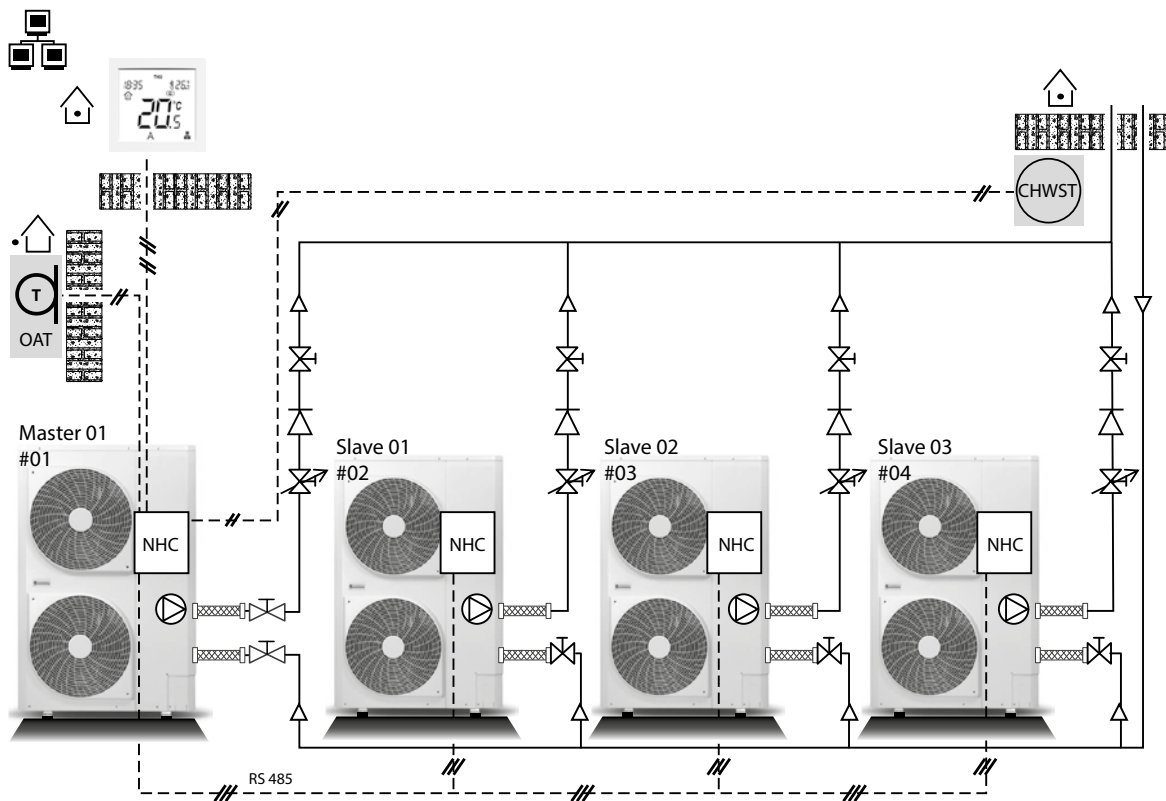 THU
18:35
26.1
20.5 °C
A
CHWST
T
OAT
Master 01
#01
Slave 01
#02
Slave 02
#03
Slave 03
#04
NHC
NHC
NHC
NHC
RS 485